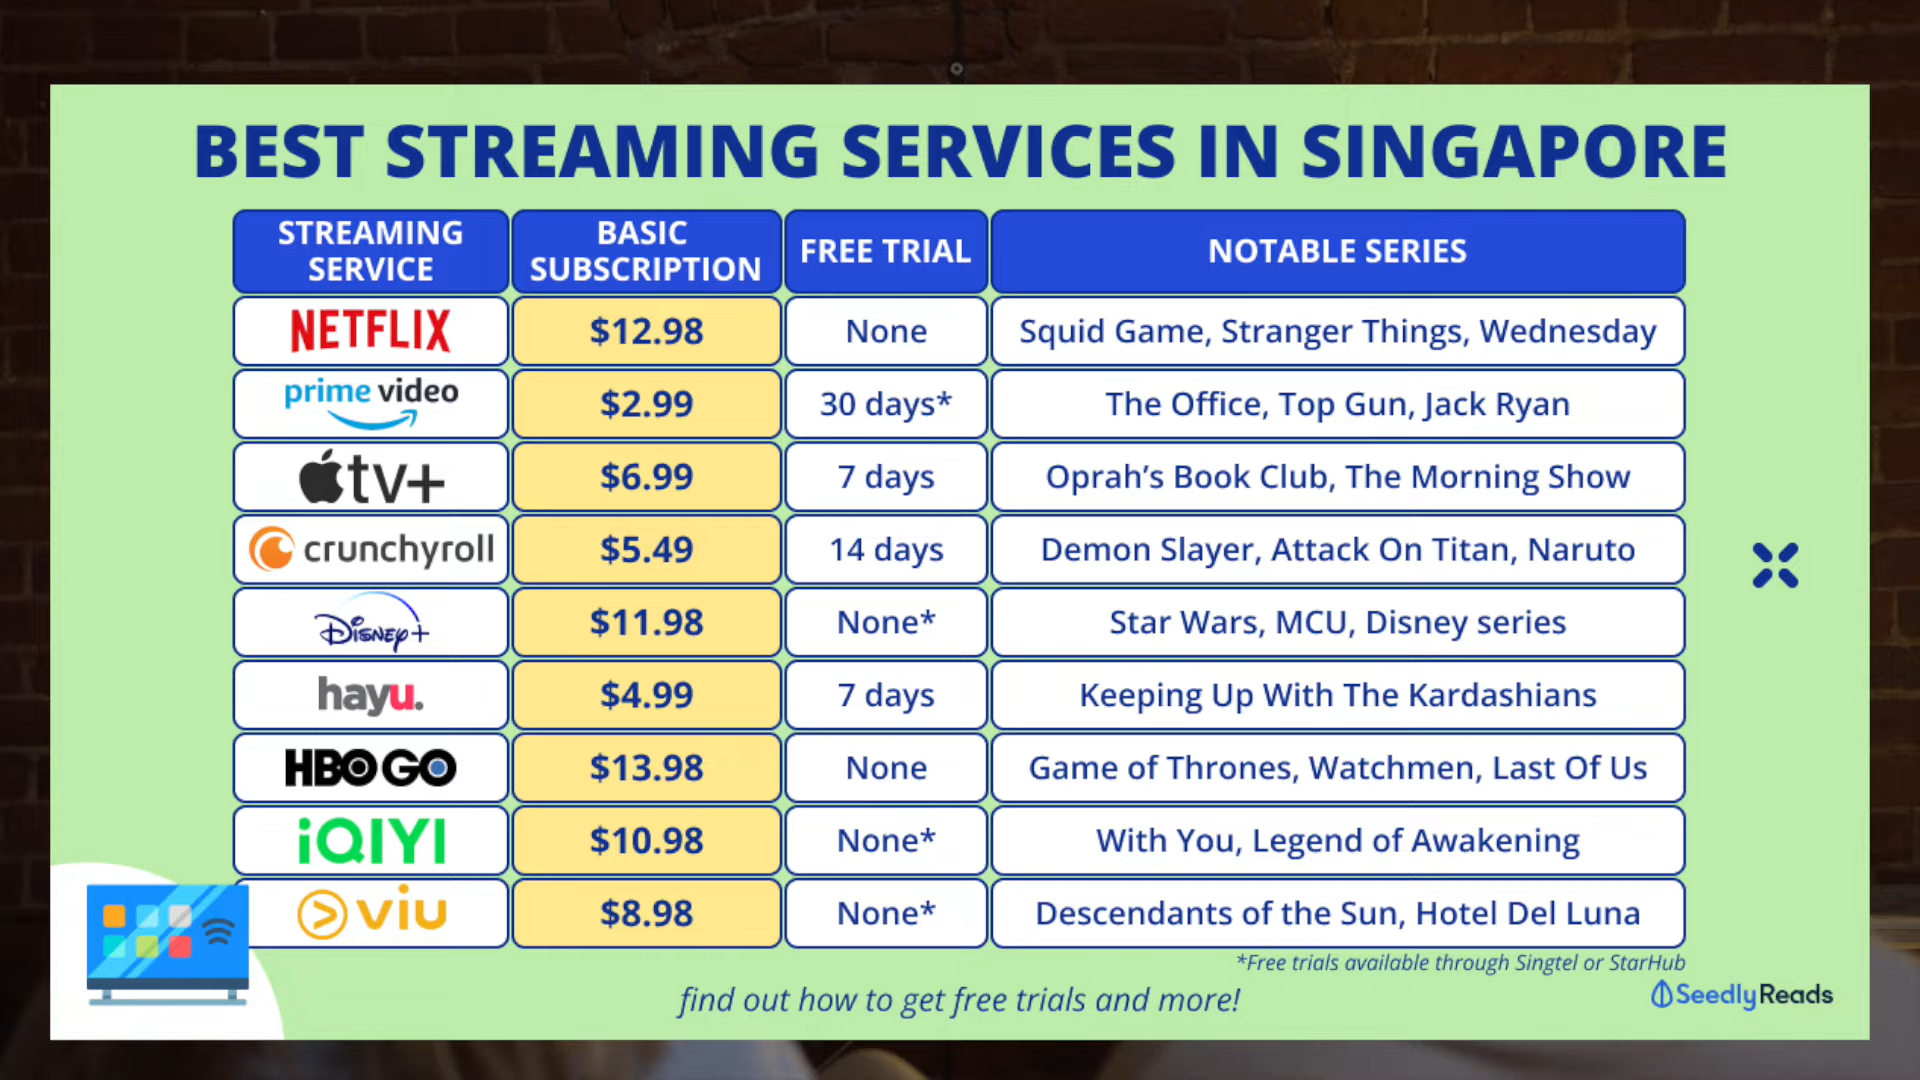 BEST STREAMING SERVICES IN SINGAPORE
STREAMING SERVICE BASIC SUBSCRIPTION FREE TRIAL NOTABLE SERIES
NETFLIX $12.98 None Squid Game, Stranger Things, Wednesday
prime video $2.99 30 days* The Office, Top Gun, Jack Ryan
tv+ $6.99 7 days Oprah's Book Club, The Morning Show
crunchyroll $5.49 14 days Demon Slayer, Attack On Titan, Naruto
Disney+ $11.98 None* Star Wars, MCU, Disney series
hayu. $4.99 7 days Keeping Up With The Kardashians
HBO GO $13.98 None Game of Thrones, Watchmen, Last Of Us
iQIYI $10.98 None* With You, Legend of Awakening
viu $8.98 None* Descendants of the Sun, Hotel Del Luna
*Free trials available through Singtel or StarHub
find out how to get free trials and more!
SeedlyReads